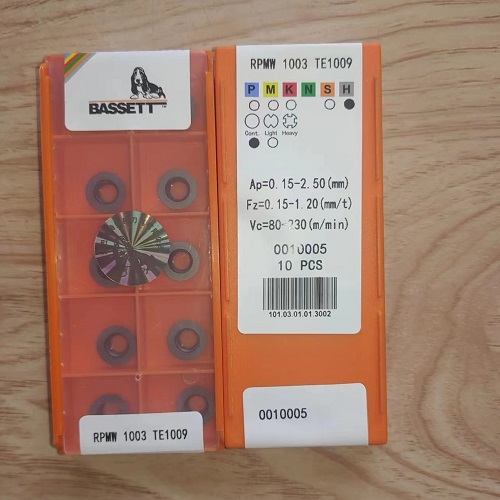 BASSETT™
RPMW 1003 TE1009
RPMW 1003 TE1009
P M K N S H
Cont. Light Heavy
Ap=0.15-2.50(mm)
Fz=0.15-1.20(mm/t)
Vc=80-230(m/min)
0010005
10 PCS
101.03.01.01.3002
0010005